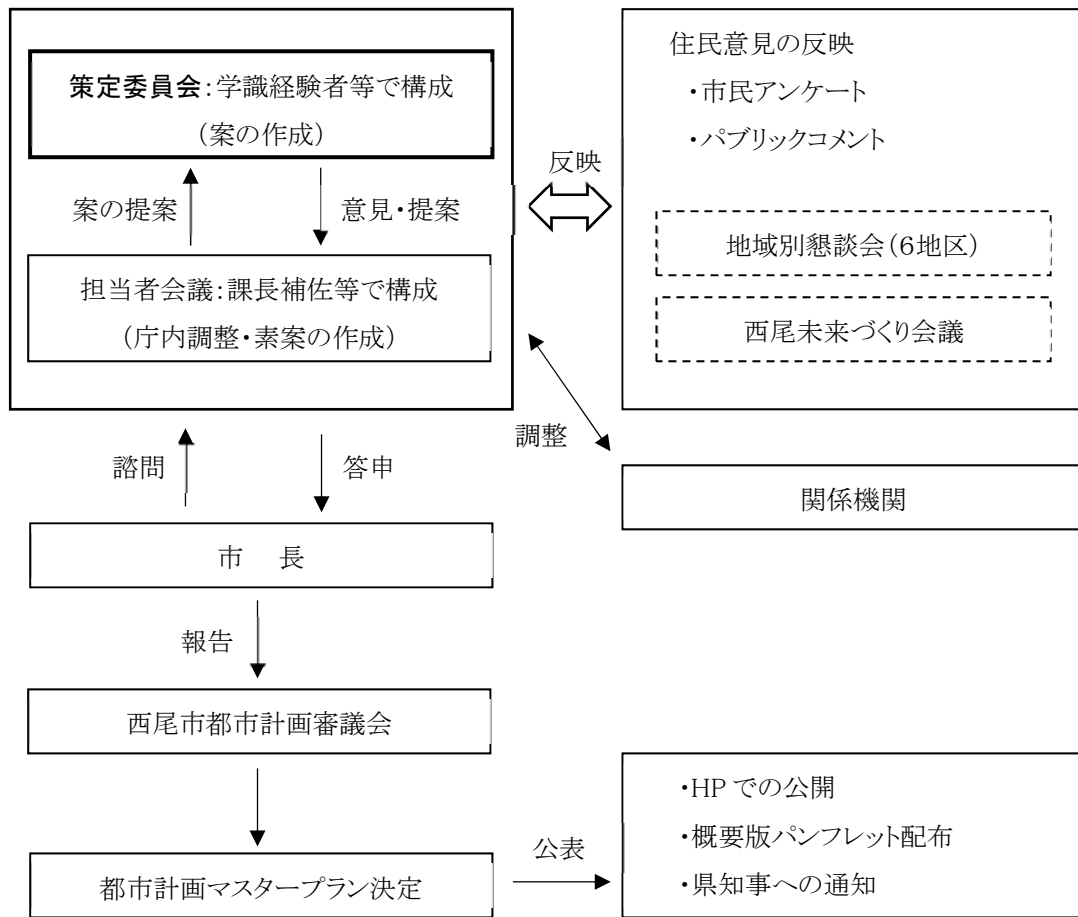 策定委員会：学識経験者等で構成
（案の作成）
案の提案
意見・提案
担当者会議：課長補佐等で構成
（庁内調整・素案の作成）
反映
住民意見の反映
・市民アンケート
・パブリックコメント
地域別懇談会（6地区）
西尾未来づくり会議
調整
関係機関
諮問
答申
市　長
報告
西尾市都市計画審議会
都市計画マスタープラン決定
公表
・HP での公開
・概要版パンフレット配布
・県知事への通知